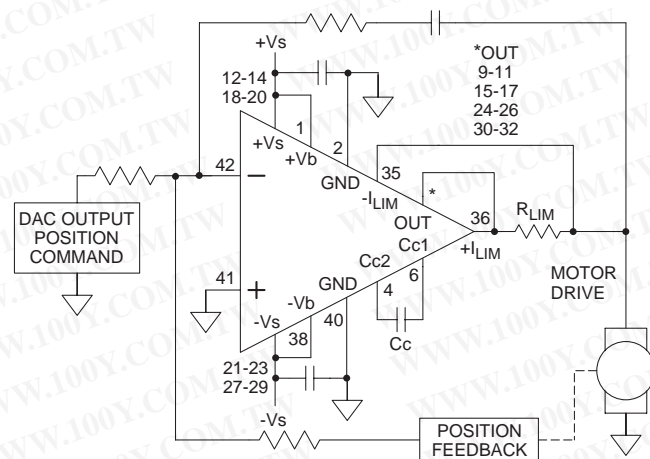 +Vs
*OUT
9-11
15-17
24-26
30-32
12-14
18-20
1
2
+Vs
+Vb
GND
35
-ILIM
*
OUT
36
+ILIM
RLIM
42
−
DAC OUTPUT
POSITION
COMMAND
41
+
Cc1
Cc2
6
4
Cc
GND
40
-Vb
38
-Vs
21-23
27-29
-Vs
MOTOR
DRIVE
POSITION
FEEDBACK
WWW.100Y.COM.TW